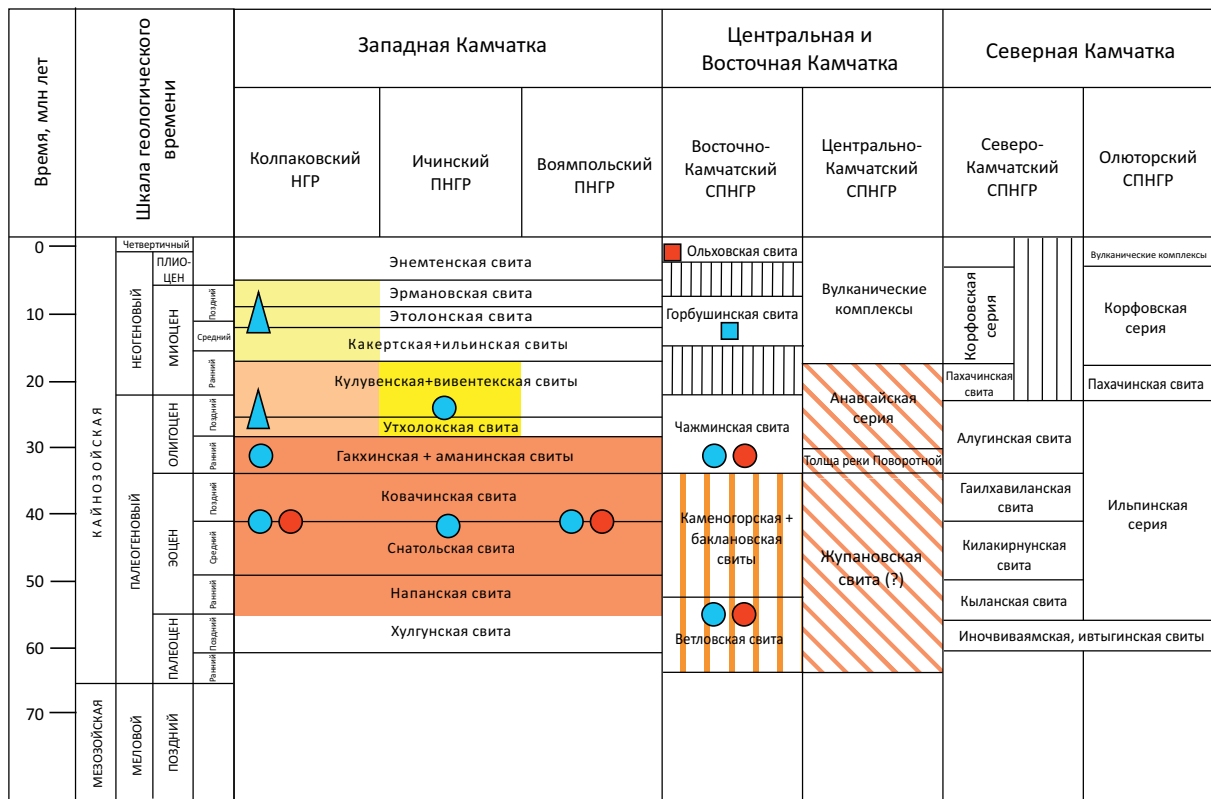 Время, млн лет
Шкала геологического
времени
Западная Камчатка
Центральная и
Восточная Камчатка
Северная Камчатка
Колпаковский
НГР
Ичинский
ПНГР
Воямпольский
ПНГР
Восточно-
Камчатский
СПНГР
Центрально-
Камчатский
СПНГР
Северо-
Камчатский
СПНГР
Олюторский
СПНГР
0
10
20
30
40
50
60
70
КАЙНОЗОЙСКАЯ
МЕЗОЗОЙСКАЯ
НЕОГЕНОВЫЙ
ПАЛЕОГЕНОВЫЙ
МЕЛОВОЙ
Четвертичный
ПЛИО-
ЦЕН
МИОЦЕН
ОЛИГОЦЕН
ЭОЦЕН
ПАЛЕОЦЕН
ПОЗДНИЙ
Поздний
Средний
Ранний
Поздний
Ранний
Поздний
Средний
Ранний
Поздний
Ранний
Энемтенская свита
Эрмановская свита
Этолонская свита
Какертская+ильинская свиты
Кулувенская+вивентекская свиты
Утхолокская свита
Гакхинская + аманинская свиты
Ковачинская свита
Снатольская свита
Напанская свита
Хулгунская свита
Ольховская свита
Горбушинская свита
Чажминская свита
Каменогорская +
баклановская
свиты
Ветловская свита
Вулканические
комплексы
Анавгайская
серия
Толща реки Поворотной
Жупановская
свита (?)
Корфовская
серия
Пахачинская
свита
Алугинская свита
Гаилхавиланская
свита
Килакирнунская
свита
Кыланская свита
Иночвиваямская, ивтыгинская свиты
Вулканические комплексы
Корфовская
серия
Пахачинская свита
Ильпинская
серия